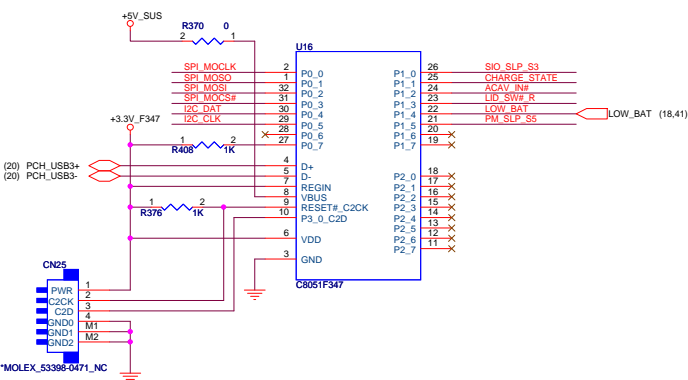 +5V_SUS
R370 0
2 1
U16
SPI_MOCLK 2 P0_0 P1_0 26 SIO_SLP_S3
SPI_MOSO 1 P0_1 P1_1 25 CHARGE_STATE
SPI_MOSI 32 P0_2 P1_2 24 ACAV_IN#
SPI_MOCS# 31 P0_3 P1_3 23 LID_SW#_R
I2C_DAT 30 P0_4 P1_4 22 LOW_BAT LOW_BAT (18,41)
I2C_CLK 29 P0_5 P1_5 21 PM_SLP_S5
+3.3V_F347
28 P0_6 P1_6 20
1 2 27 P0_7 P1_7 19
R408 1K
(20) PCH_USB3+ 4 D+ P2_0 18
(20) PCH_USB3- 5 D- P2_1 17
7 REGIN P2_2 16
8 VBUS P2_3 15
1 2 9 RESET#_C2CK P2_4 14
R376 1K 10 P3_0_C2D P2_5 13
P2_6 12
6 VDD P2_7 11
3 GND
C8051F347
CN25
PWR 1
C2CK 2
C2D 3
GND0 4
GND1 M1
GND2 M2
*MOLEX_53398-0471_NC